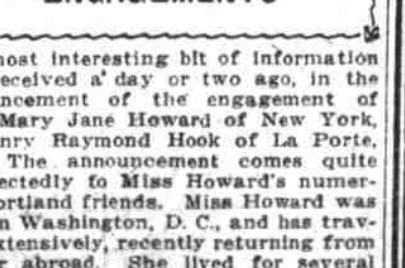 ENGAGEMENTS
most interesting bit of information
eceived a day or two ago, in the
ncement of the engagement of
Mary Jane Howard of New York,
nry Raymond Hook of La Porte,
The announcement comes quite
ectedly to Miss Howard's numer-
ortland friends. Miss Howard was
n Washington, D. C., and has trav-
xtensively, recently returning from
r abroad. She lived for several